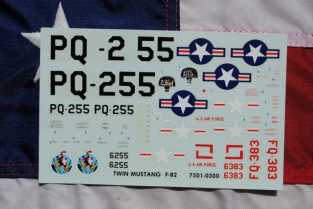 PQ -2 55
PQ-255
PQ-255 PQ-255
U.S. AIR FORCE
U.S. AIR FORCE
FQ-383
FQ-383
6255
6255
6383
6383
TWIN MUSTANG F-82 7501-0300